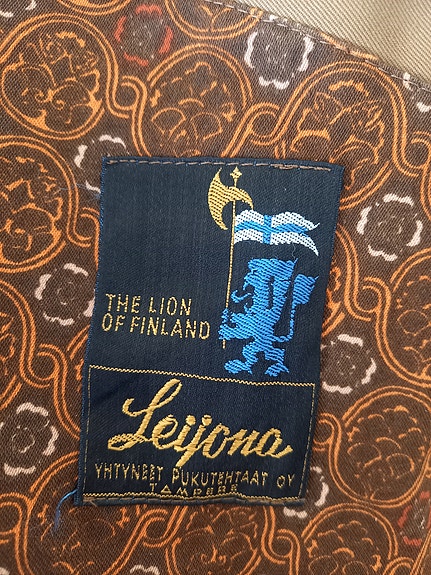 THE LION
OF FINLAND
Leijona
YHTYNEET PUKUTEHTAAT OY
TAMPERE